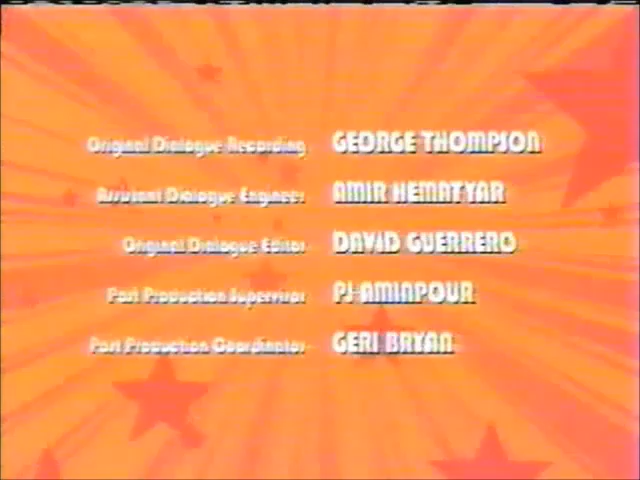 Original Dialogue Recording GEORGE THOMPSON
Assistant Dialogue Engineer AMIR HEMATYAR
Original Dialogue Editor DAVID GUERRERO
Post Production Supervisor PJ AMINPOUR
Post Production Coordinator GERI BRYAN